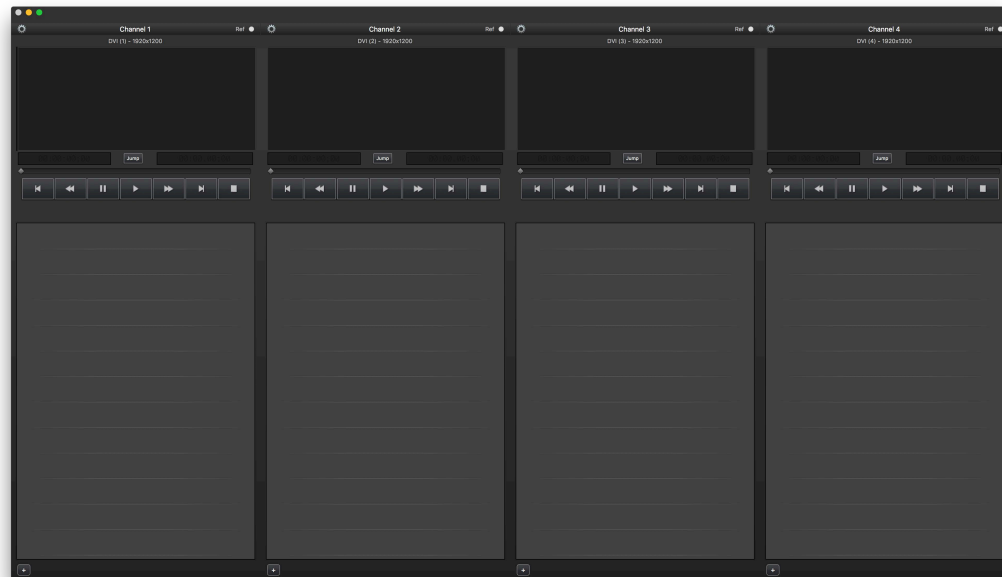 Channel 1
Ref
DVI (1) - 1920x1200
Jump
Channel 2
Ref
DVI (2) - 1920x1200
Jump
Channel 3
Ref
DVI (3) - 1920x1200
Jump
Channel 4
Ref
DVI (4) - 1920x1200
Jump